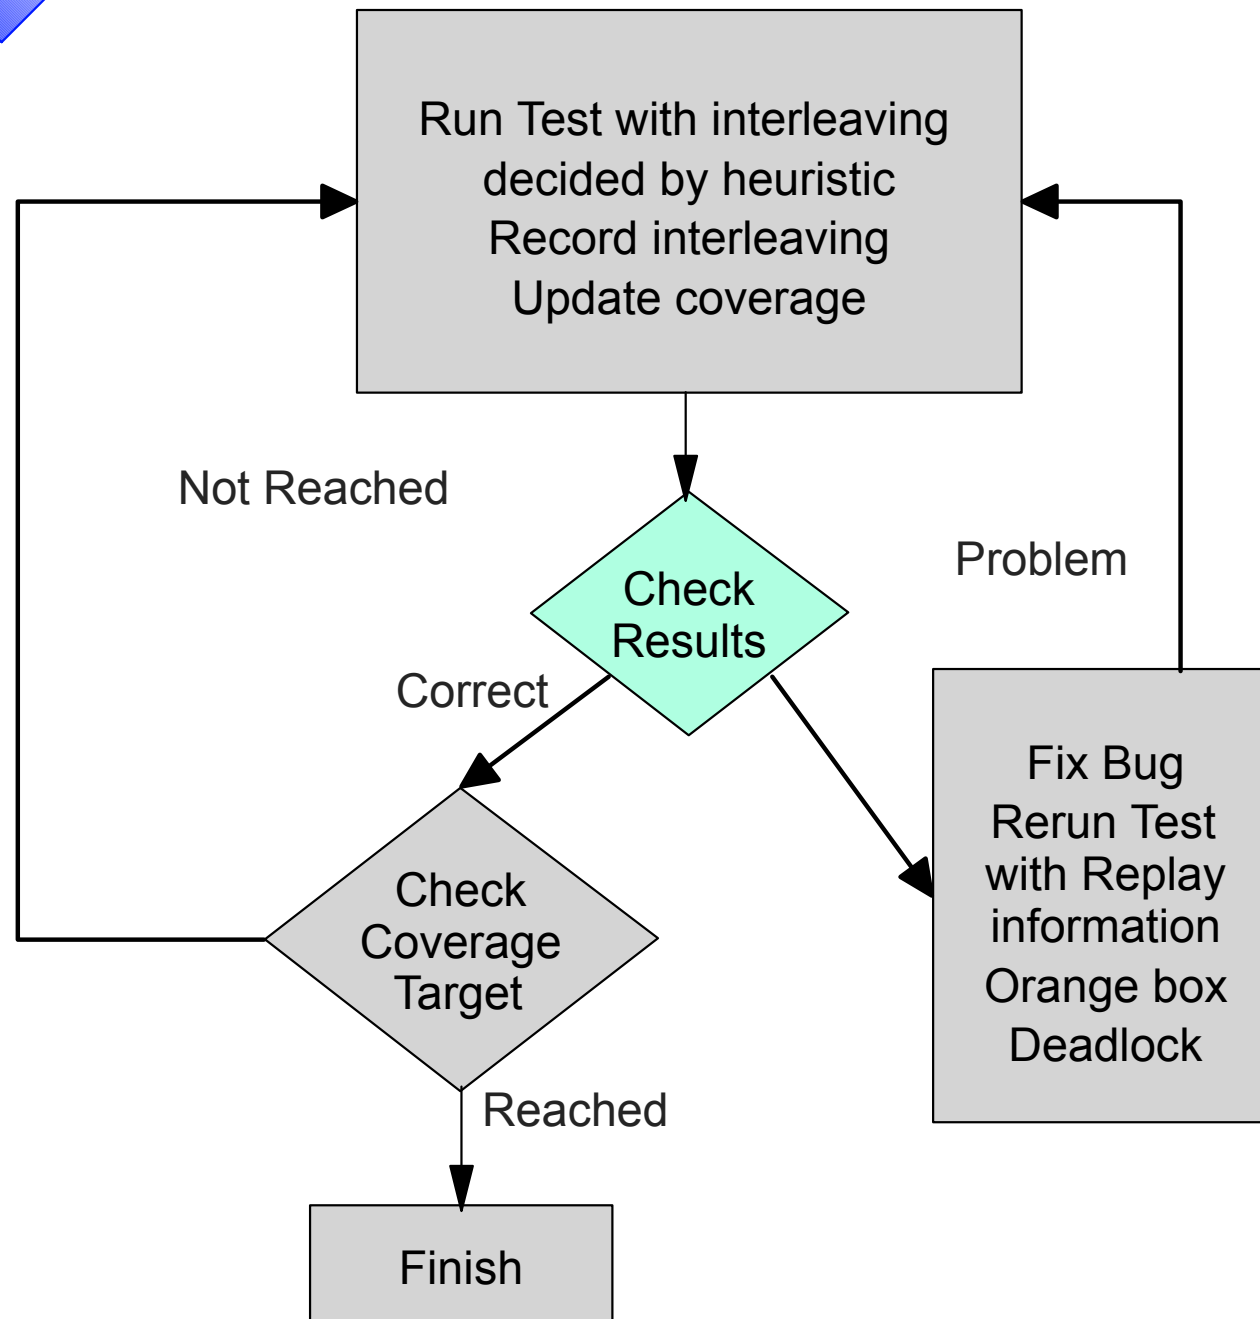 Run Test with interleaving
decided by heuristic
Record interleaving
Update coverage
Not Reached
Problem
Check
Results
Correct
Fix Bug
Rerun Test
with Replay
information
Orange box
Deadlock
Check
Coverage
Target
Reached
Finish